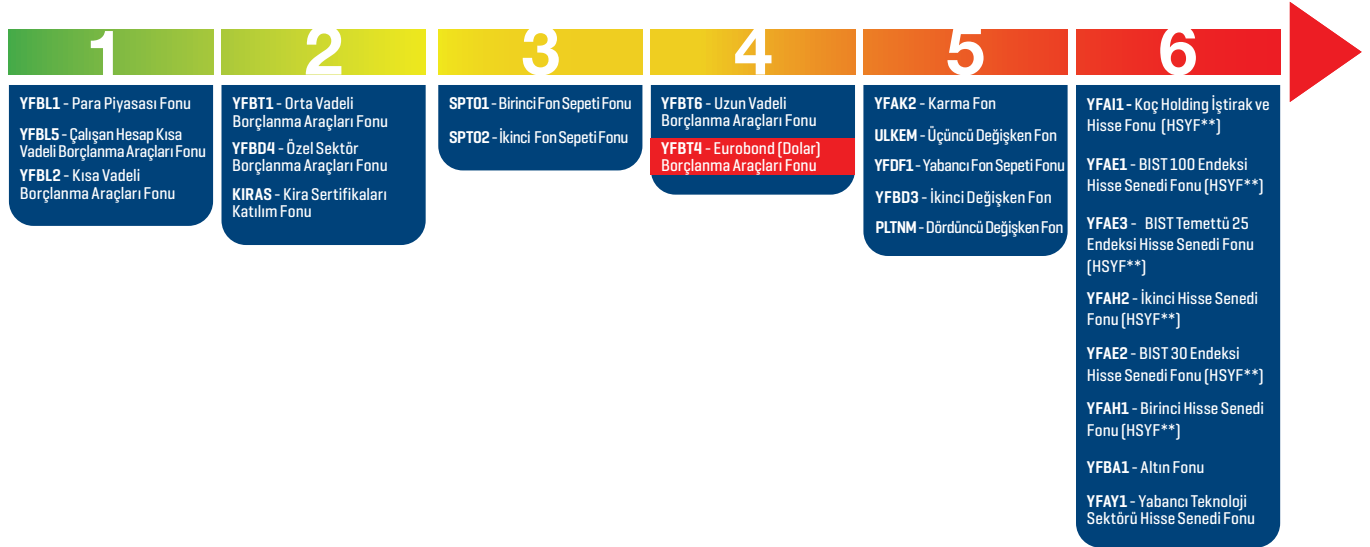 1
YFBL1 - Para Piyasası Fonu
YFBL5 - Çalışan Hesap Kısa
Vadeli Borçlanma Araçları Fonu
YFBL2 - Kısa Vadeli
Borçlanma Araçları Fonu
2
YFBT1 - Orta Vadeli
Borçlanma Araçları Fonu
YFBD4 - Özel Sektör
Borçlanma Araçları Fonu
KIRAS - Kira Sertifikaları
Katılım Fonu
3
SPT01 - Birinci Fon Sepeti Fonu
SPT02 - İkinci Fon Sepeti Fonu
4
YFBT6 - Uzun Vadeli
Borçlanma Araçları Fonu
YFBT4 - Eurobond (Dolar)
Borçlanma Araçları Fonu
5
YFAK2 - Karma Fon
ULKEM - Üçüncü Değişken Fon
YFDF1 - Yabancı Fon Sepeti Fonu
YFBD3 - İkinci Değişken Fon
PLTNM - Dördüncü Değişken Fon
6
YFAI1 - Koç Holding İştirak ve
Hisse Fonu (HSYF**)
YFAE1 - BIST 100 Endeksi
Hisse Senedi Fonu (HSYF**)
YFAE3 - BIST Temettü 25
Endeksi Hisse Senedi Fonu
(HSYF**)
YFAH2 - İkinci Hisse Senedi
Fonu (HSYF**)
YFAE2 - BIST 30 Endeksi
Hisse Senedi Fonu (HSYF**)
YFAH1 - Birinci Hisse Senedi
Fonu (HSYF**)
YFBA1 - Altın Fonu
YFAY1 - Yabancı Teknoloji
Sektörü Hisse Senedi Fonu